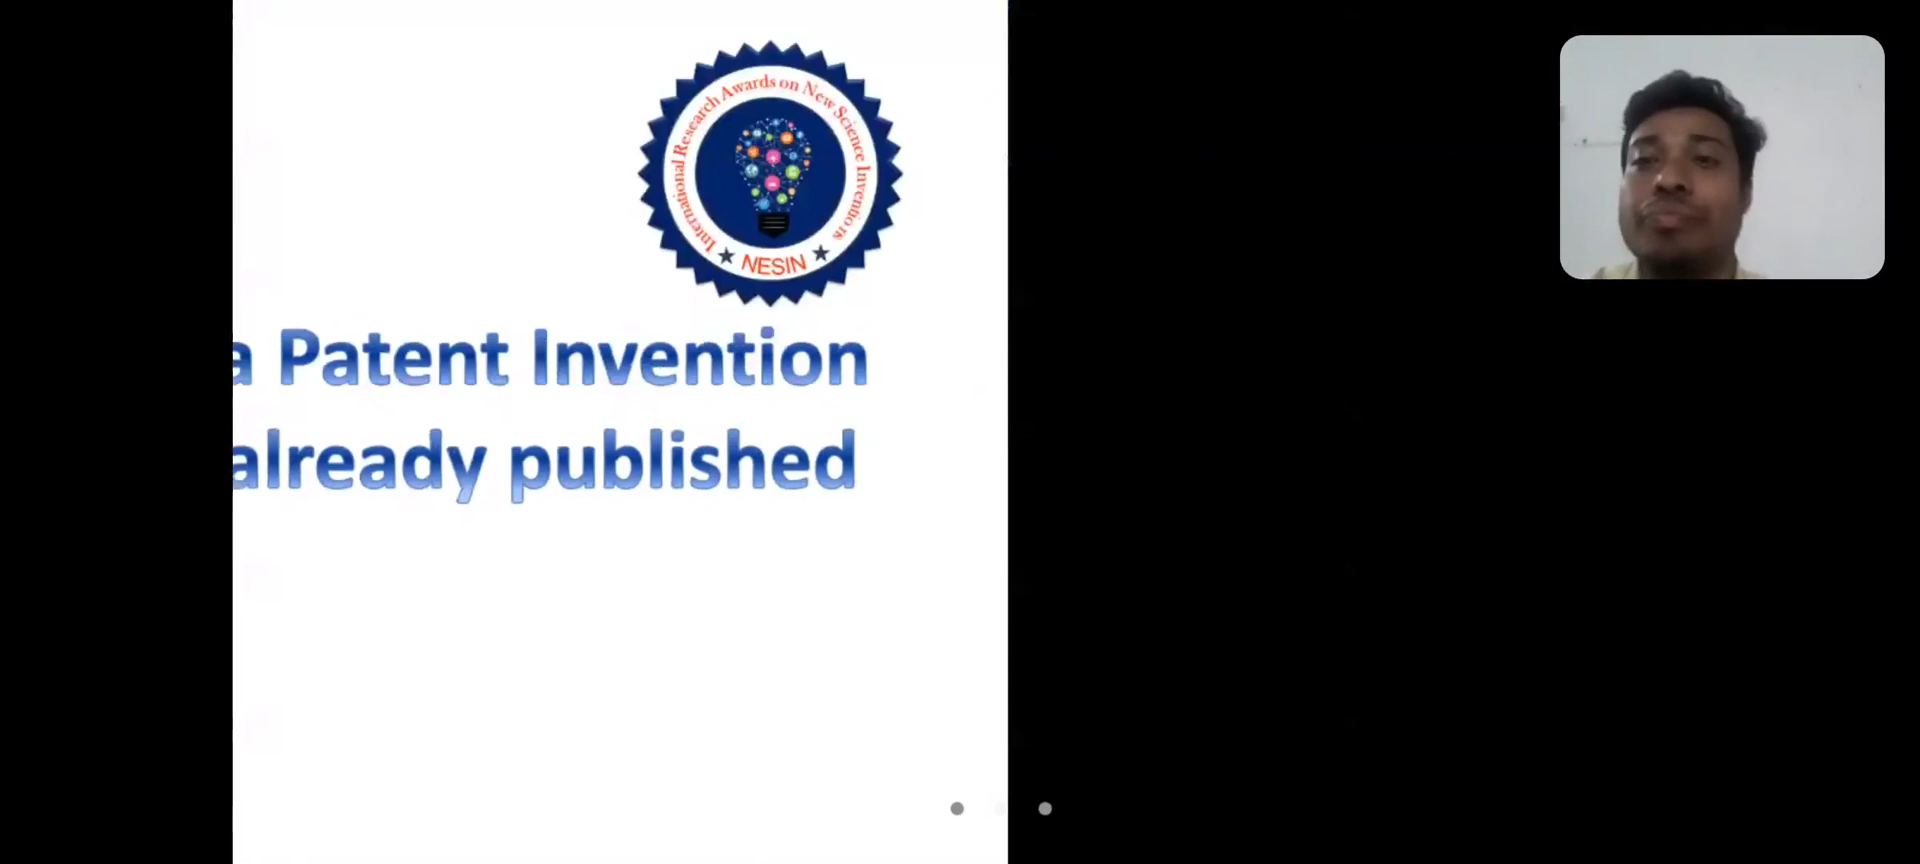 International Research Awards on New Science Inventions
NESIN
a Patent Invention
already published